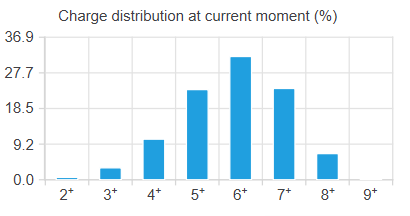 Charge distribution at current moment (%)
36.9
27.7
18.5
9.2
0.0
2⁺ 3⁺ 4⁺ 5⁺ 6⁺ 7⁺ 8⁺ 9⁺